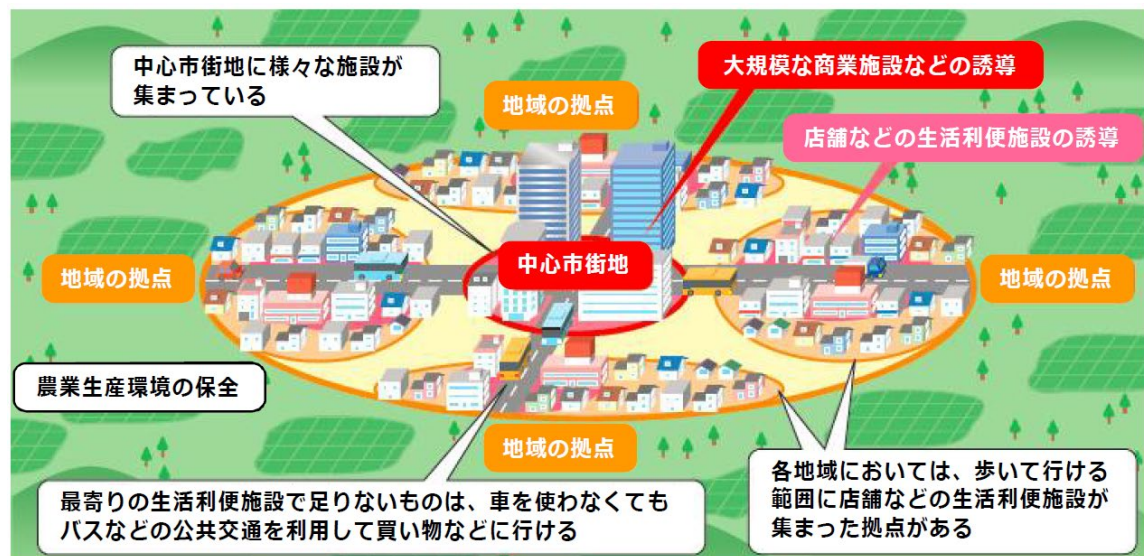 中心市街地に様々な施設が
集まっている
大規模な商業施設などの誘導
地域の拠点
店舗などの生活利便施設の誘導
地域の拠点
中心市街地
地域の拠点
農業生産環境の保全
地域の拠点
最寄りの生活利便施設で足りないものは、車を使わなくても
バスなどの公共交通を利用して買い物などに行ける
各地域においては、歩いて行ける
範囲に店舗などの生活利便施設が
集まった拠点がある